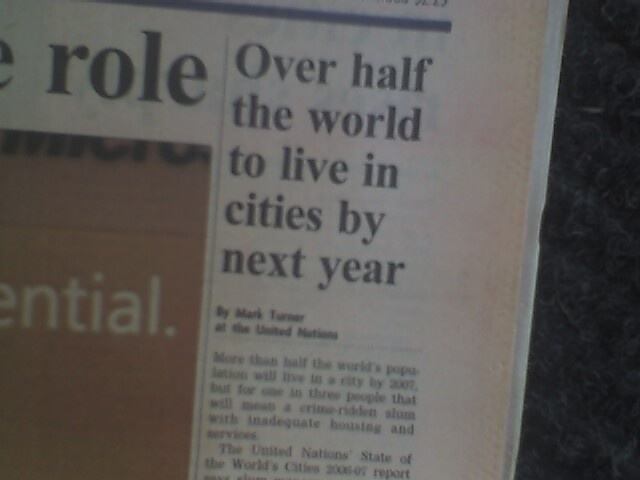 e role
Over half
the world
to live in
cities by
next year
ential.
By Mark Turner
at the United Nations
More than half the world's popu-
lation will live in a city by 2007,
but for one in three people that
will mean a crime-ridden slum
with inadequate housing and
services.
The United Nations' State of
the World's Cities 2006-07 report